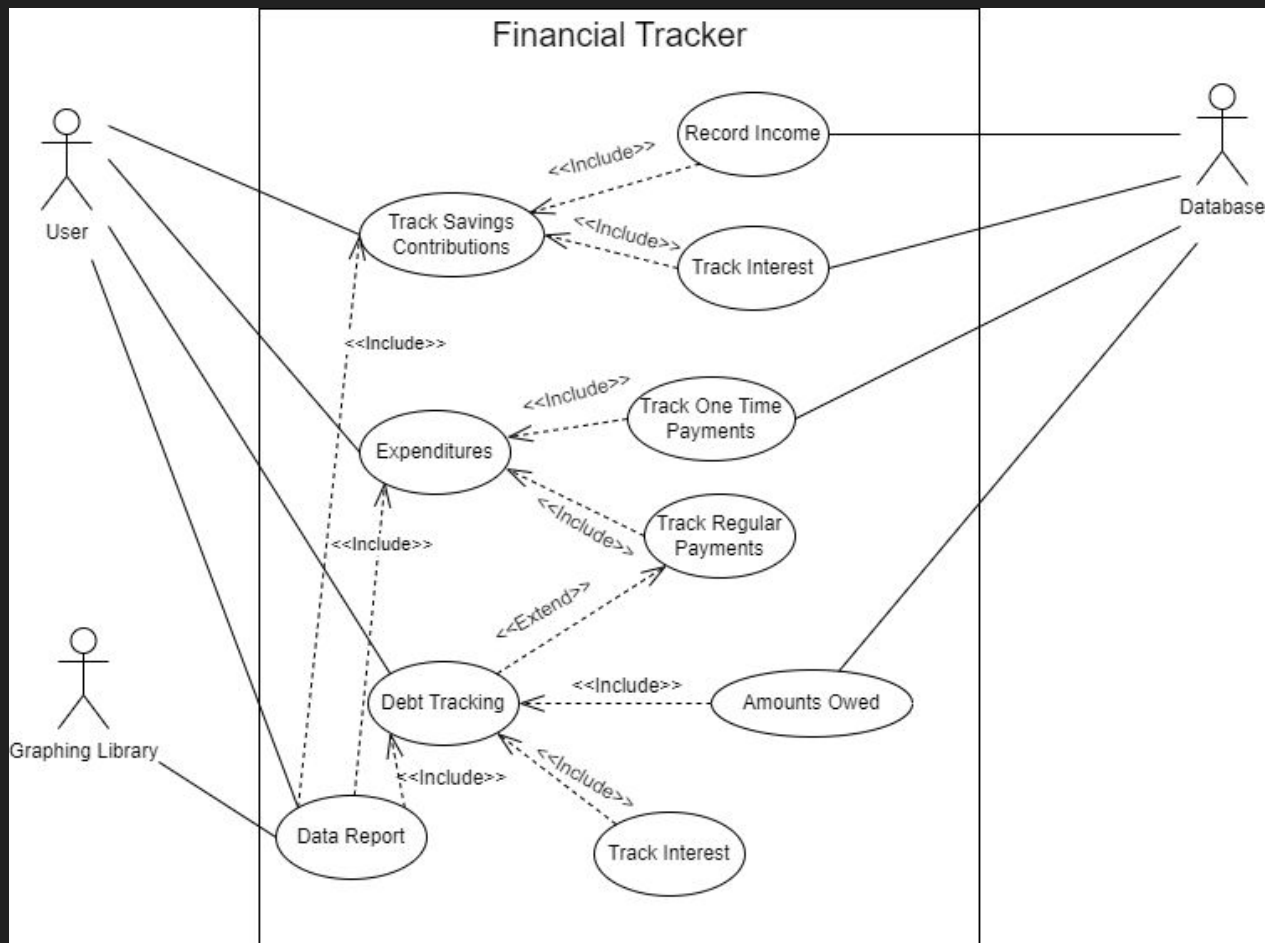 Financial Tracker
Record Income
<<Include>>
Track Savings
Contributions
<<Include>>
Track Interest
User
Database
<<Include>>
<<Include>>
Track One Time
Payments
Expenditures
<<Include>>
Track Regular
Payments
<<Include>>
<<Extend>>
Debt Tracking
<<Include>>
Amounts Owed
Graphing Library
<<Include>>
<<Include>>
Data Report
Track Interest